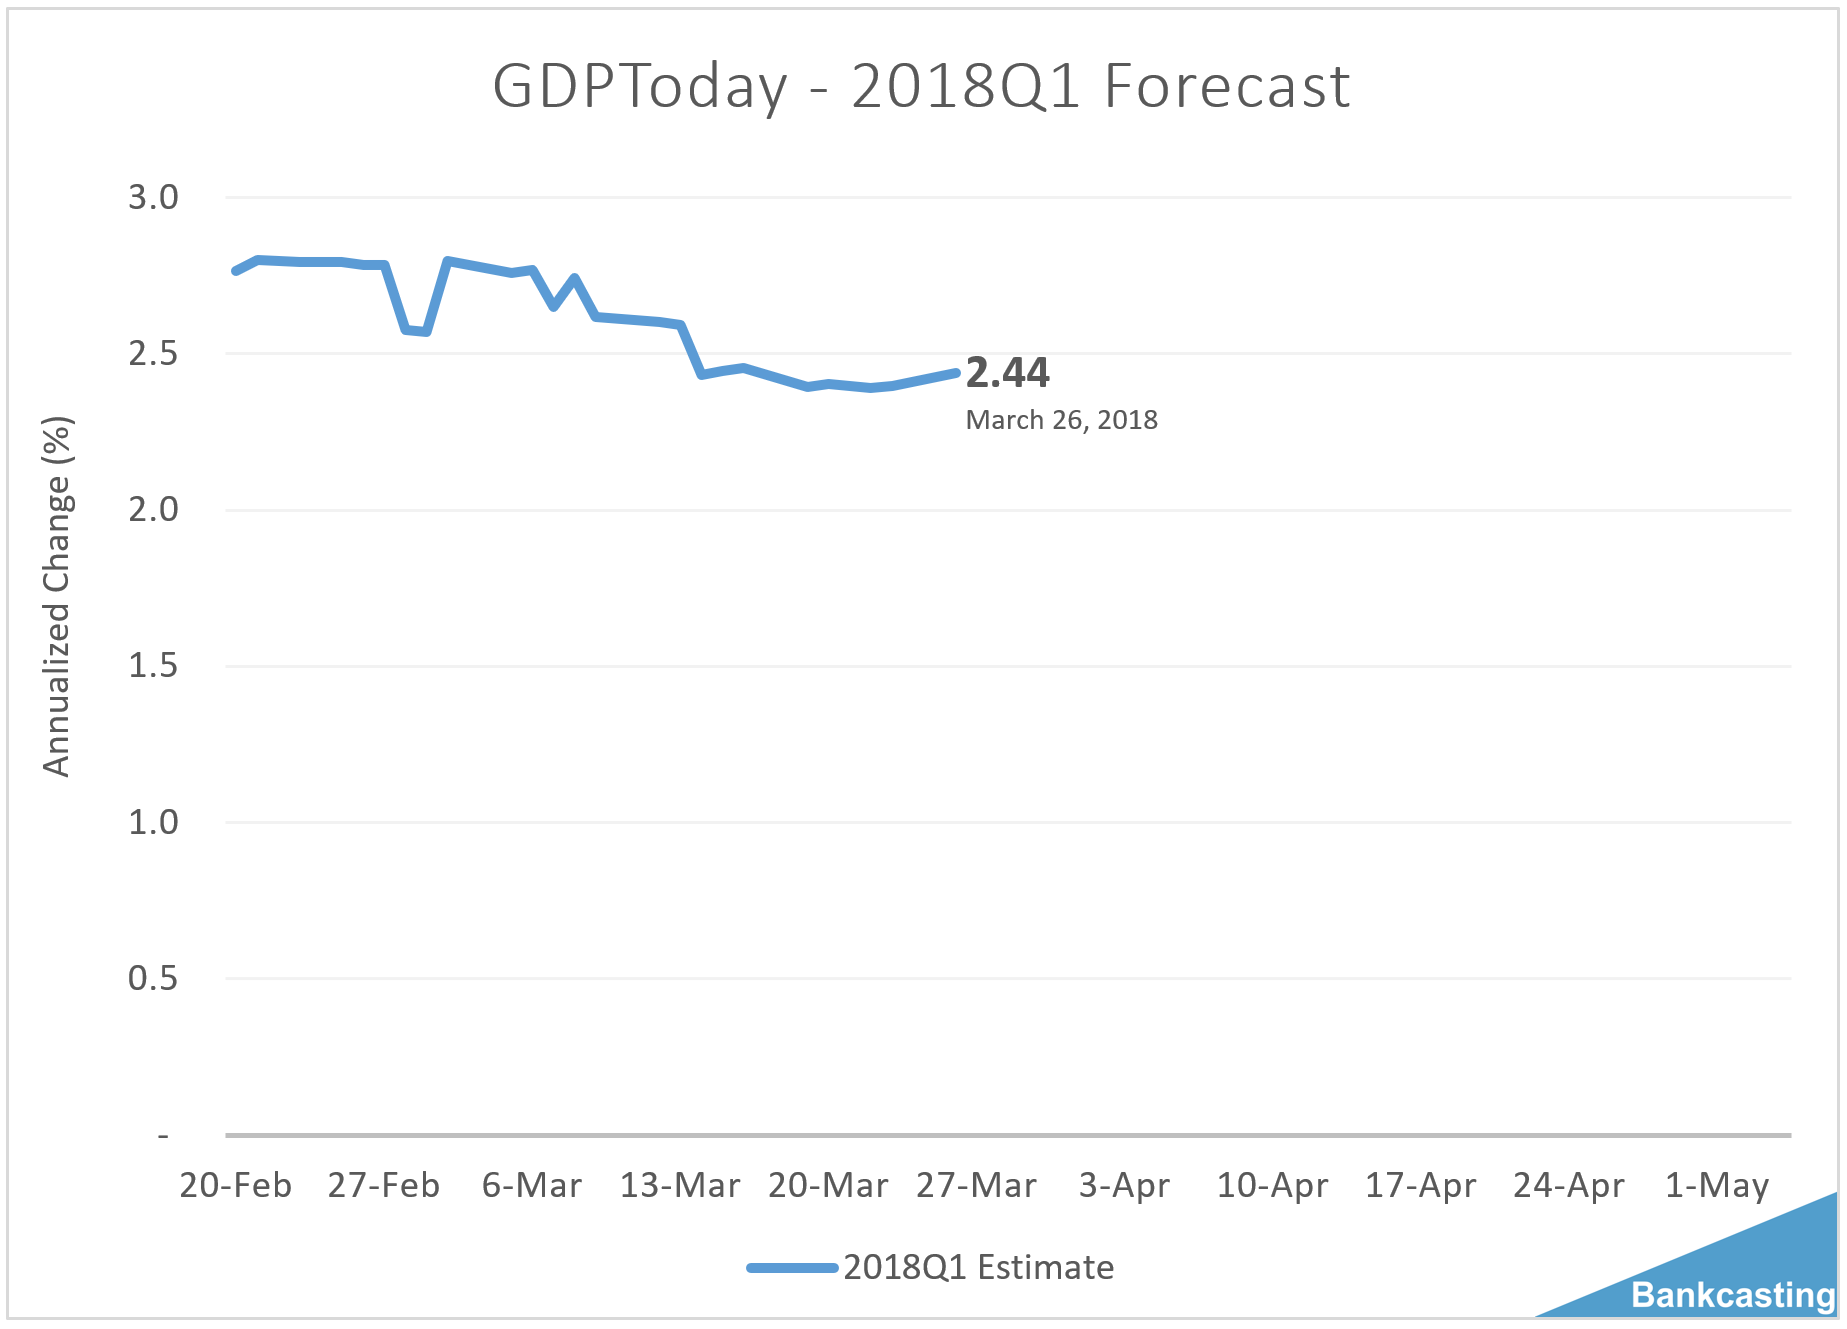 GDPToday - 2018Q1 Forecast
Annualized Change (%)
3.0
2.5
2.0
1.5
1.0
0.5
-
2.44
March 26, 2018
20-Feb 27-Feb 6-Mar 13-Mar 20-Mar 27-Mar 3-Apr 10-Apr 17-Apr 24-Apr 1-May
2018Q1 Estimate
Bankcasting